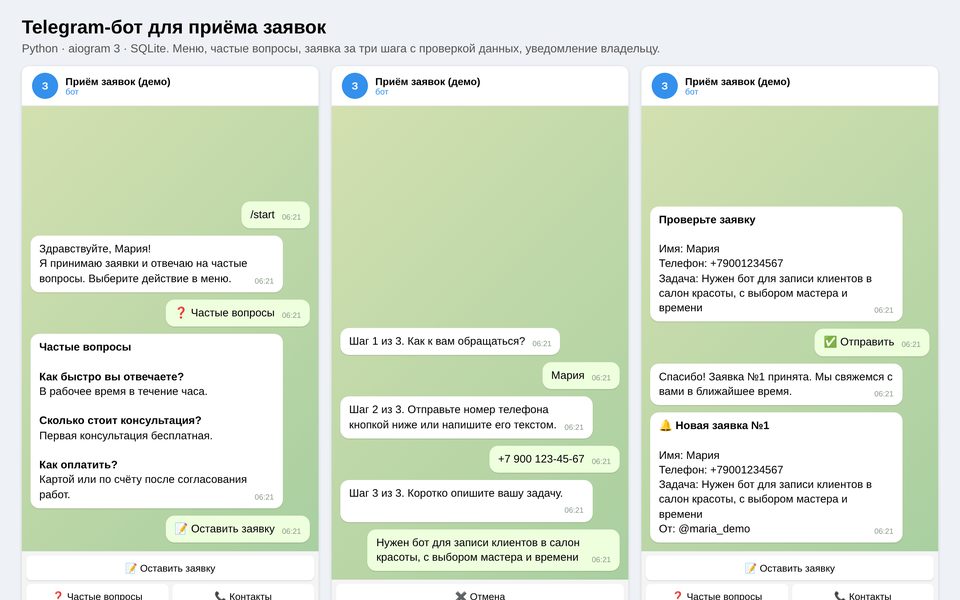 Telegram-бот для приёма заявок
Python · aiogram 3 · SQLite. Меню, частые вопросы, заявка за три шага с проверкой данных, уведомление владельцу.
З
Приём заявок (демо)
бот
/start 06:21
Здравствуйте, Мария!
Я принимаю заявки и отвечаю на частые
вопросы. Выберите действие в меню. 06:21
❓ Частые вопросы 06:21
Частые вопросы
Как быстро вы отвечаете?
В рабочее время в течение часа.
Сколько стоит консультация?
Первая консультация бесплатная.
Как оплатить?
Картой или по счёту после согласования
работ. 06:21
📝 Оставить заявку 06:21
📝 Оставить заявку
❓ Частые вопросы
📞 Контакты
З
Приём заявок (демо)
бот
Шаг 1 из 3. Как к вам обращаться? 06:21
Мария 06:21
Шаг 2 из 3. Отправьте номер телефона
кнопкой ниже или напишите его текстом. 06:21
+7 900 123-45-67 06:21
Шаг 3 из 3. Коротко опишите вашу задачу.
06:21
Нужен бот для записи клиентов в салон
красоты, с выбором мастера и времени 06:21
✖️ Отмена
З
Приём заявок (демо)
бот
Проверьте заявку
Имя: Мария
Телефон: +79001234567
Задача: Нужен бот для записи клиентов в
салон красоты, с выбором мастера и
времени 06:21
✅ Отправить 06:21
Спасибо! Заявка №1 принята. Мы свяжемся с
вами в ближайшее время. 06:21
🔔 Новая заявка №1
Имя: Мария
Телефон: +79001234567
Задача: Нужен бот для записи клиентов в
салон красоты, с выбором мастера и
времени
От: @maria_demo 06:21
📝 Оставить заявку
❓ Частые вопросы
📞 Контакты